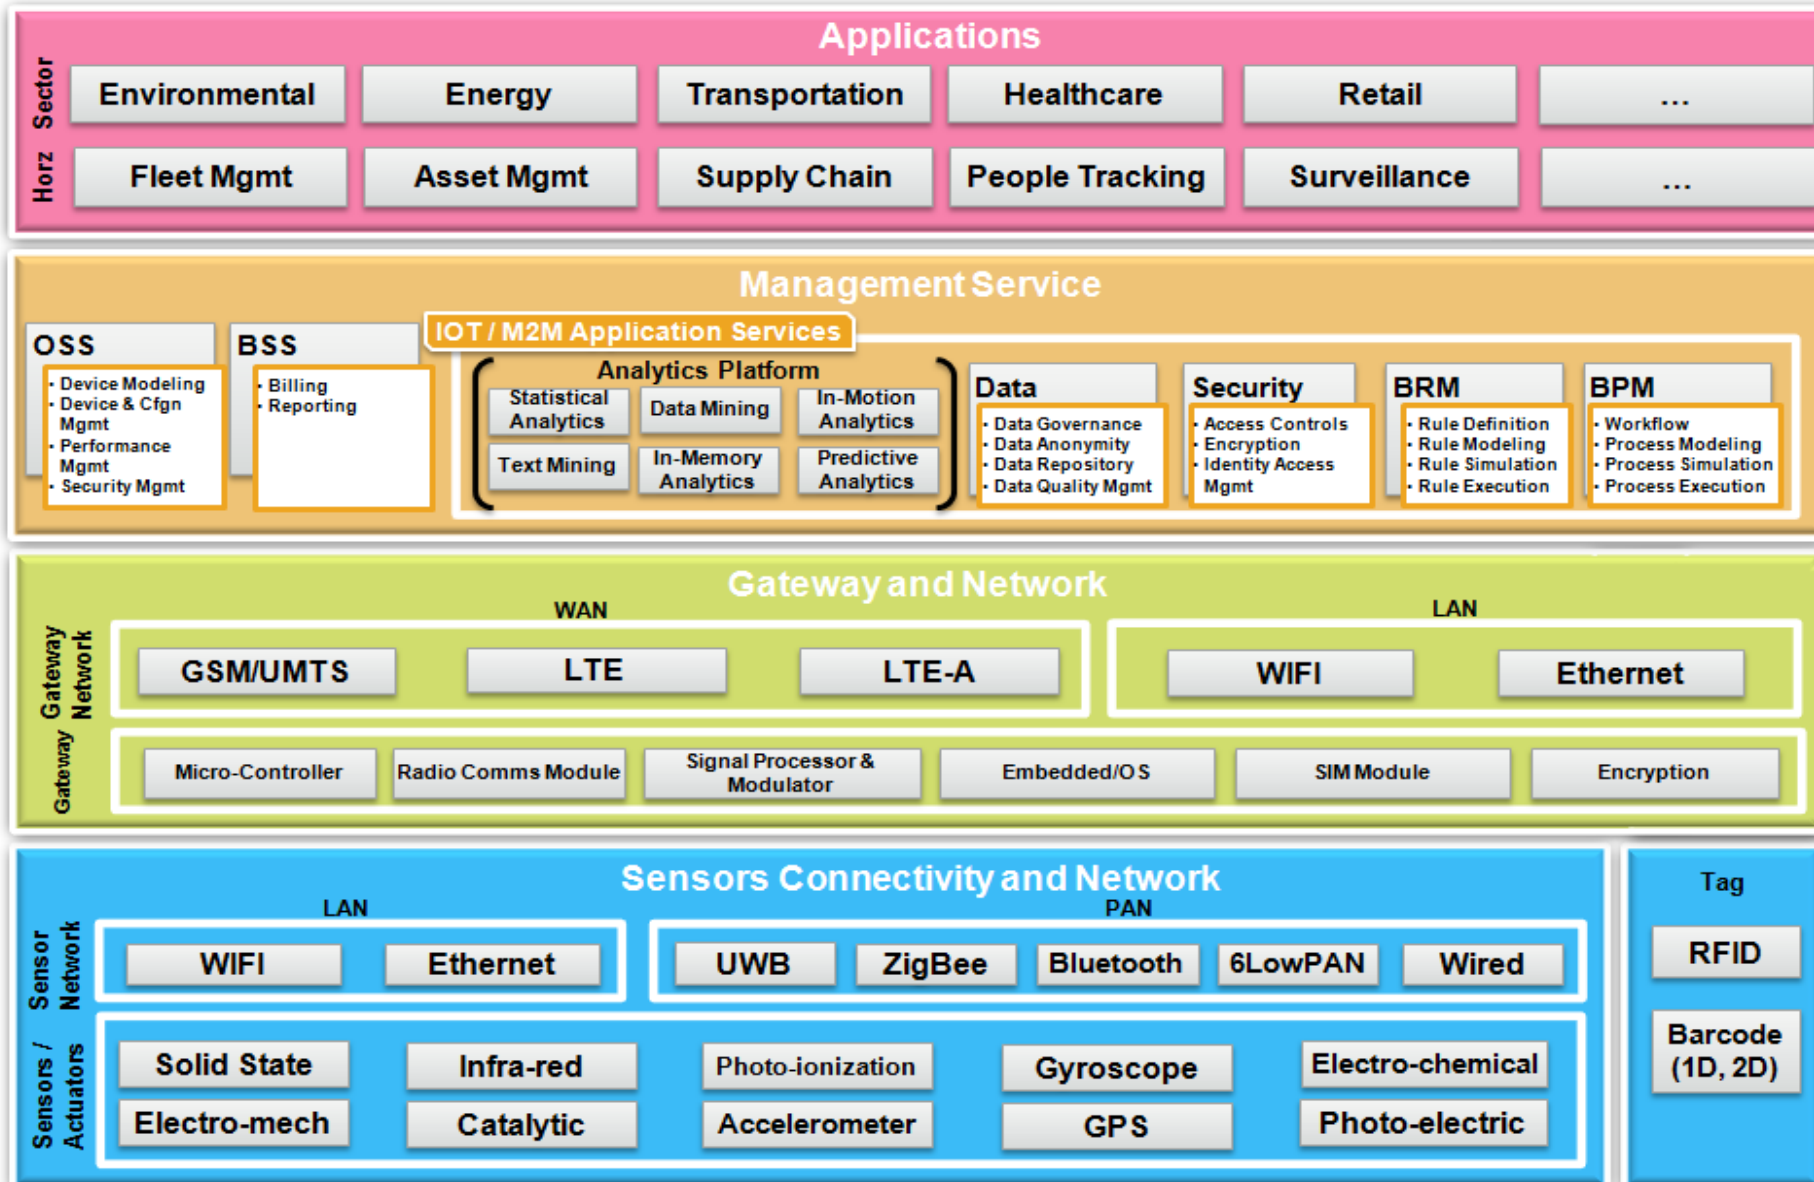 Applications
Sector
Environmental
Energy
Transportation
Healthcare
Retail
...
Horz
Fleet Mgmt
Asset Mgmt
Supply Chain
People Tracking
Surveillance
...
Management Service
OSS
• Device Modeling
• Device & Cfgn
Mgmt
• Performance
Mgmt
• Security Mgmt
BSS
• Billing
• Reporting
IOT / M2M Application Services
Analytics Platform
Statistical
Analytics
Data Mining
In-Motion
Analytics
Text Mining
In-Memory
Analytics
Predictive
Analytics
Data
• Data Governance
• Data Anonymity
• Data Repository
• Data Quality Mgmt
Security
• Access Controls
• Encryption
• Identity Access
Mgmt
BRM
• Rule Definition
• Rule Modeling
• Rule Simulation
• Rule Execution
BPM
• Workflow
• Process Modeling
• Process Simulation
• Process Execution
Gateway and Network
Gateway
Network
WAN
GSM/UMTS
LTE
LTE-A
LAN
WIFI
Ethernet
Gateway
Micro-Controller
Radio Comms Module
Signal Processor &
Modulator
Embedded/OS
SIM Module
Encryption
Sensors Connectivity and Network
Sensor
Network
LAN
WIFI
Ethernet
PAN
UWB
ZigBee
Bluetooth
6LowPAN
Wired
Sensors /
Actuators
Solid State
Infra-red
Photo-ionization
Gyroscope
Electro-chemical
Electro-mech
Catalytic
Accelerometer
GPS
Photo-electric
Tag
RFID
Barcode
(1D, 2D)